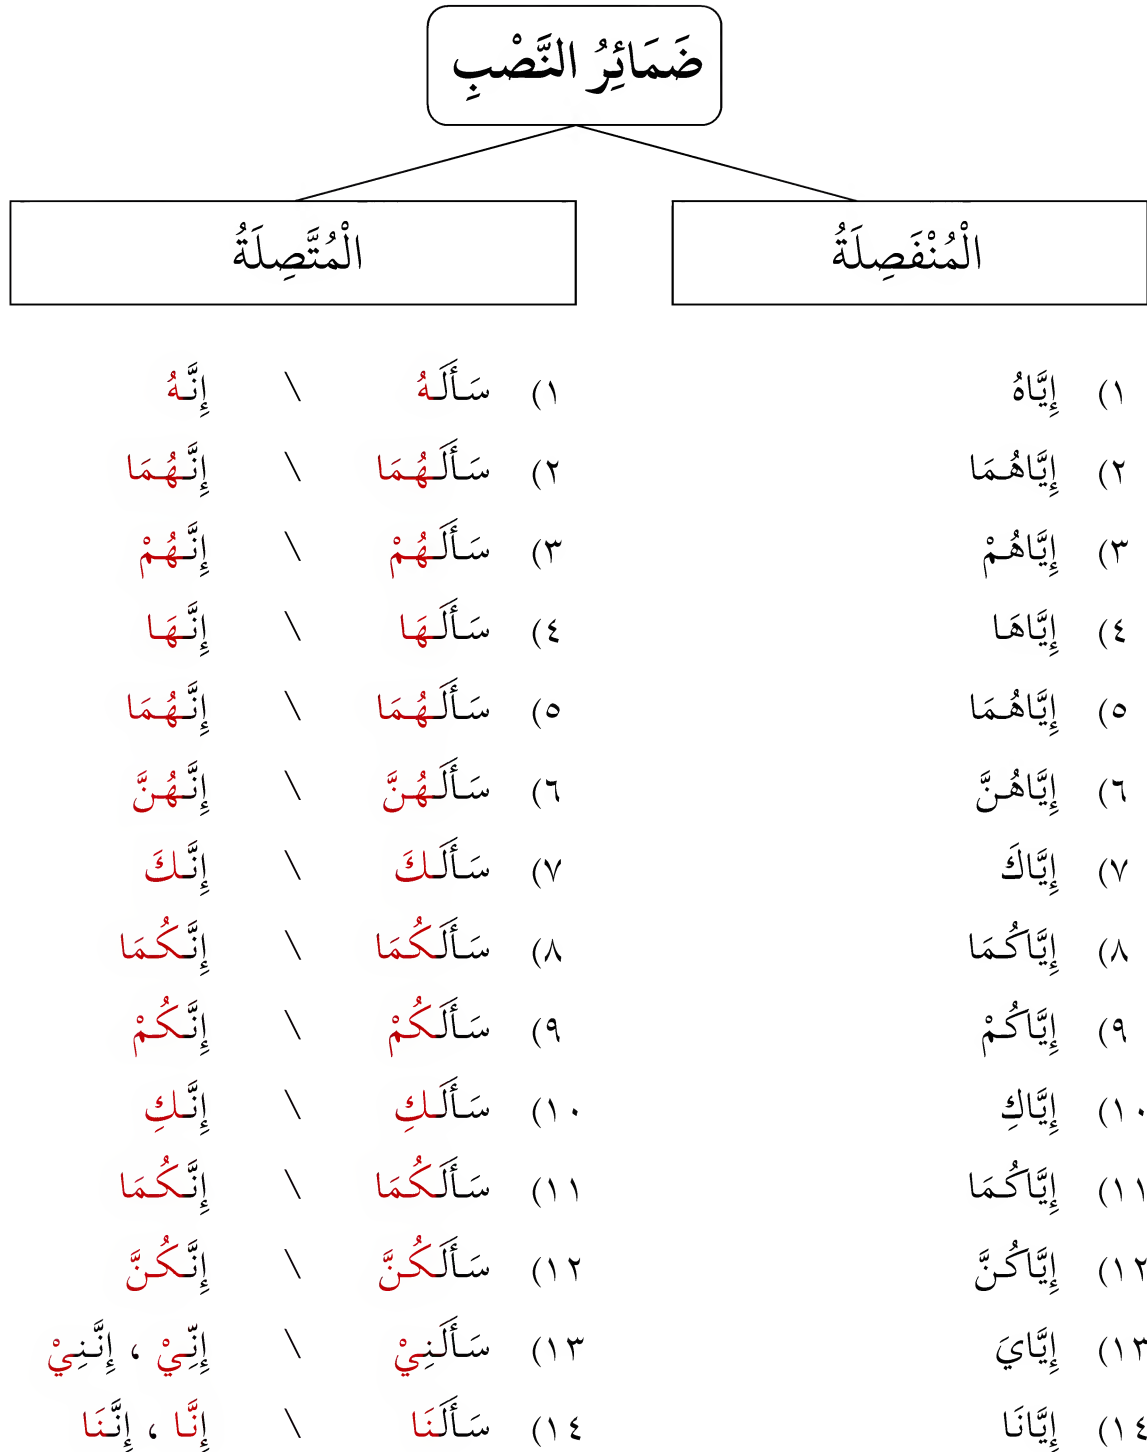 ضَمَائِرُ النَّصْبِ
الْمُنْفَصِلَةُ
الْمُتَّصِلَةُ
١) إِيَّاهُ ١) سَأَلَهُ \ إِنَّهُ
٢) إِيَّاهُمَا ٢) سَأَلَهُمَا \ إِنَّهُمَا
٣) إِيَّاهُمْ ٣) سَأَلَهُمْ \ إِنَّهُمْ
٤) إِيَّاهَا ٤) سَأَلَهَا \ إِنَّهَا
٥) إِيَّاهُمَا ٥) سَأَلَهُمَا \ إِنَّهُمَا
٦) إِيَّاهُنَّ ٦) سَأَلَهُنَّ \ إِنَّهُنَّ
٧) إِيَّاكَ ٧) سَأَلَكَ \ إِنَّكَ
٨) إِيَّاكُمَا ٨) سَأَلَكُمَا \ إِنَّكُمَا
٩) إِيَّاكُمْ ٩) سَأَلَكُمْ \ إِنَّكُمْ
١٠) إِيَّاكِ ١٠) سَأَلَكِ \ إِنَّكِ
١١) إِيَّاكُمَا ١١) سَأَلَكُمَا \ إِنَّكُمَا
١٢) إِيَّاكُنَّ ١٢) سَأَلَكُنَّ \ إِنَّكُنَّ
١٣) إِيَّايَ ١٣) سَأَلَنِيْ \ إِنِّيْ ، إِنَّنِيْ
١٤) إِيَّانَا ١٤) سَأَلَنَا \ إِنَّا ، إِنَّنَا